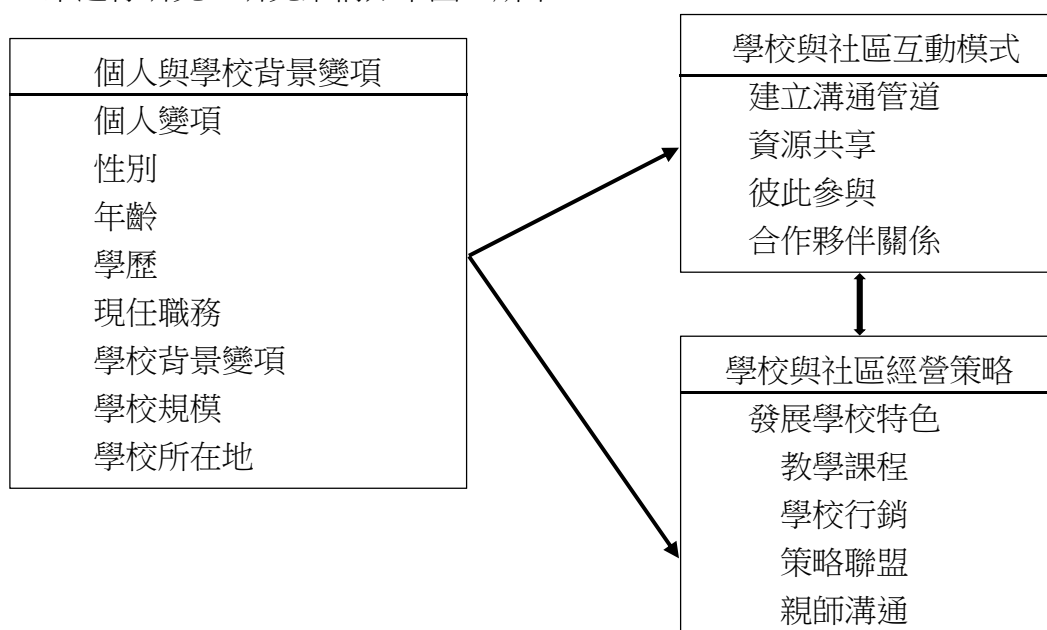 個人與學校背景變項
個人變項
性別
年齡
學歷
現任職務
學校背景變項
學校規模
學校所在地
學校與社區互動模式
建立溝通管道
資源共享
彼此參與
合作夥伴關係
學校與社區經營策略
發展學校特色
教學課程
學校行銷
策略聯盟
親師溝通